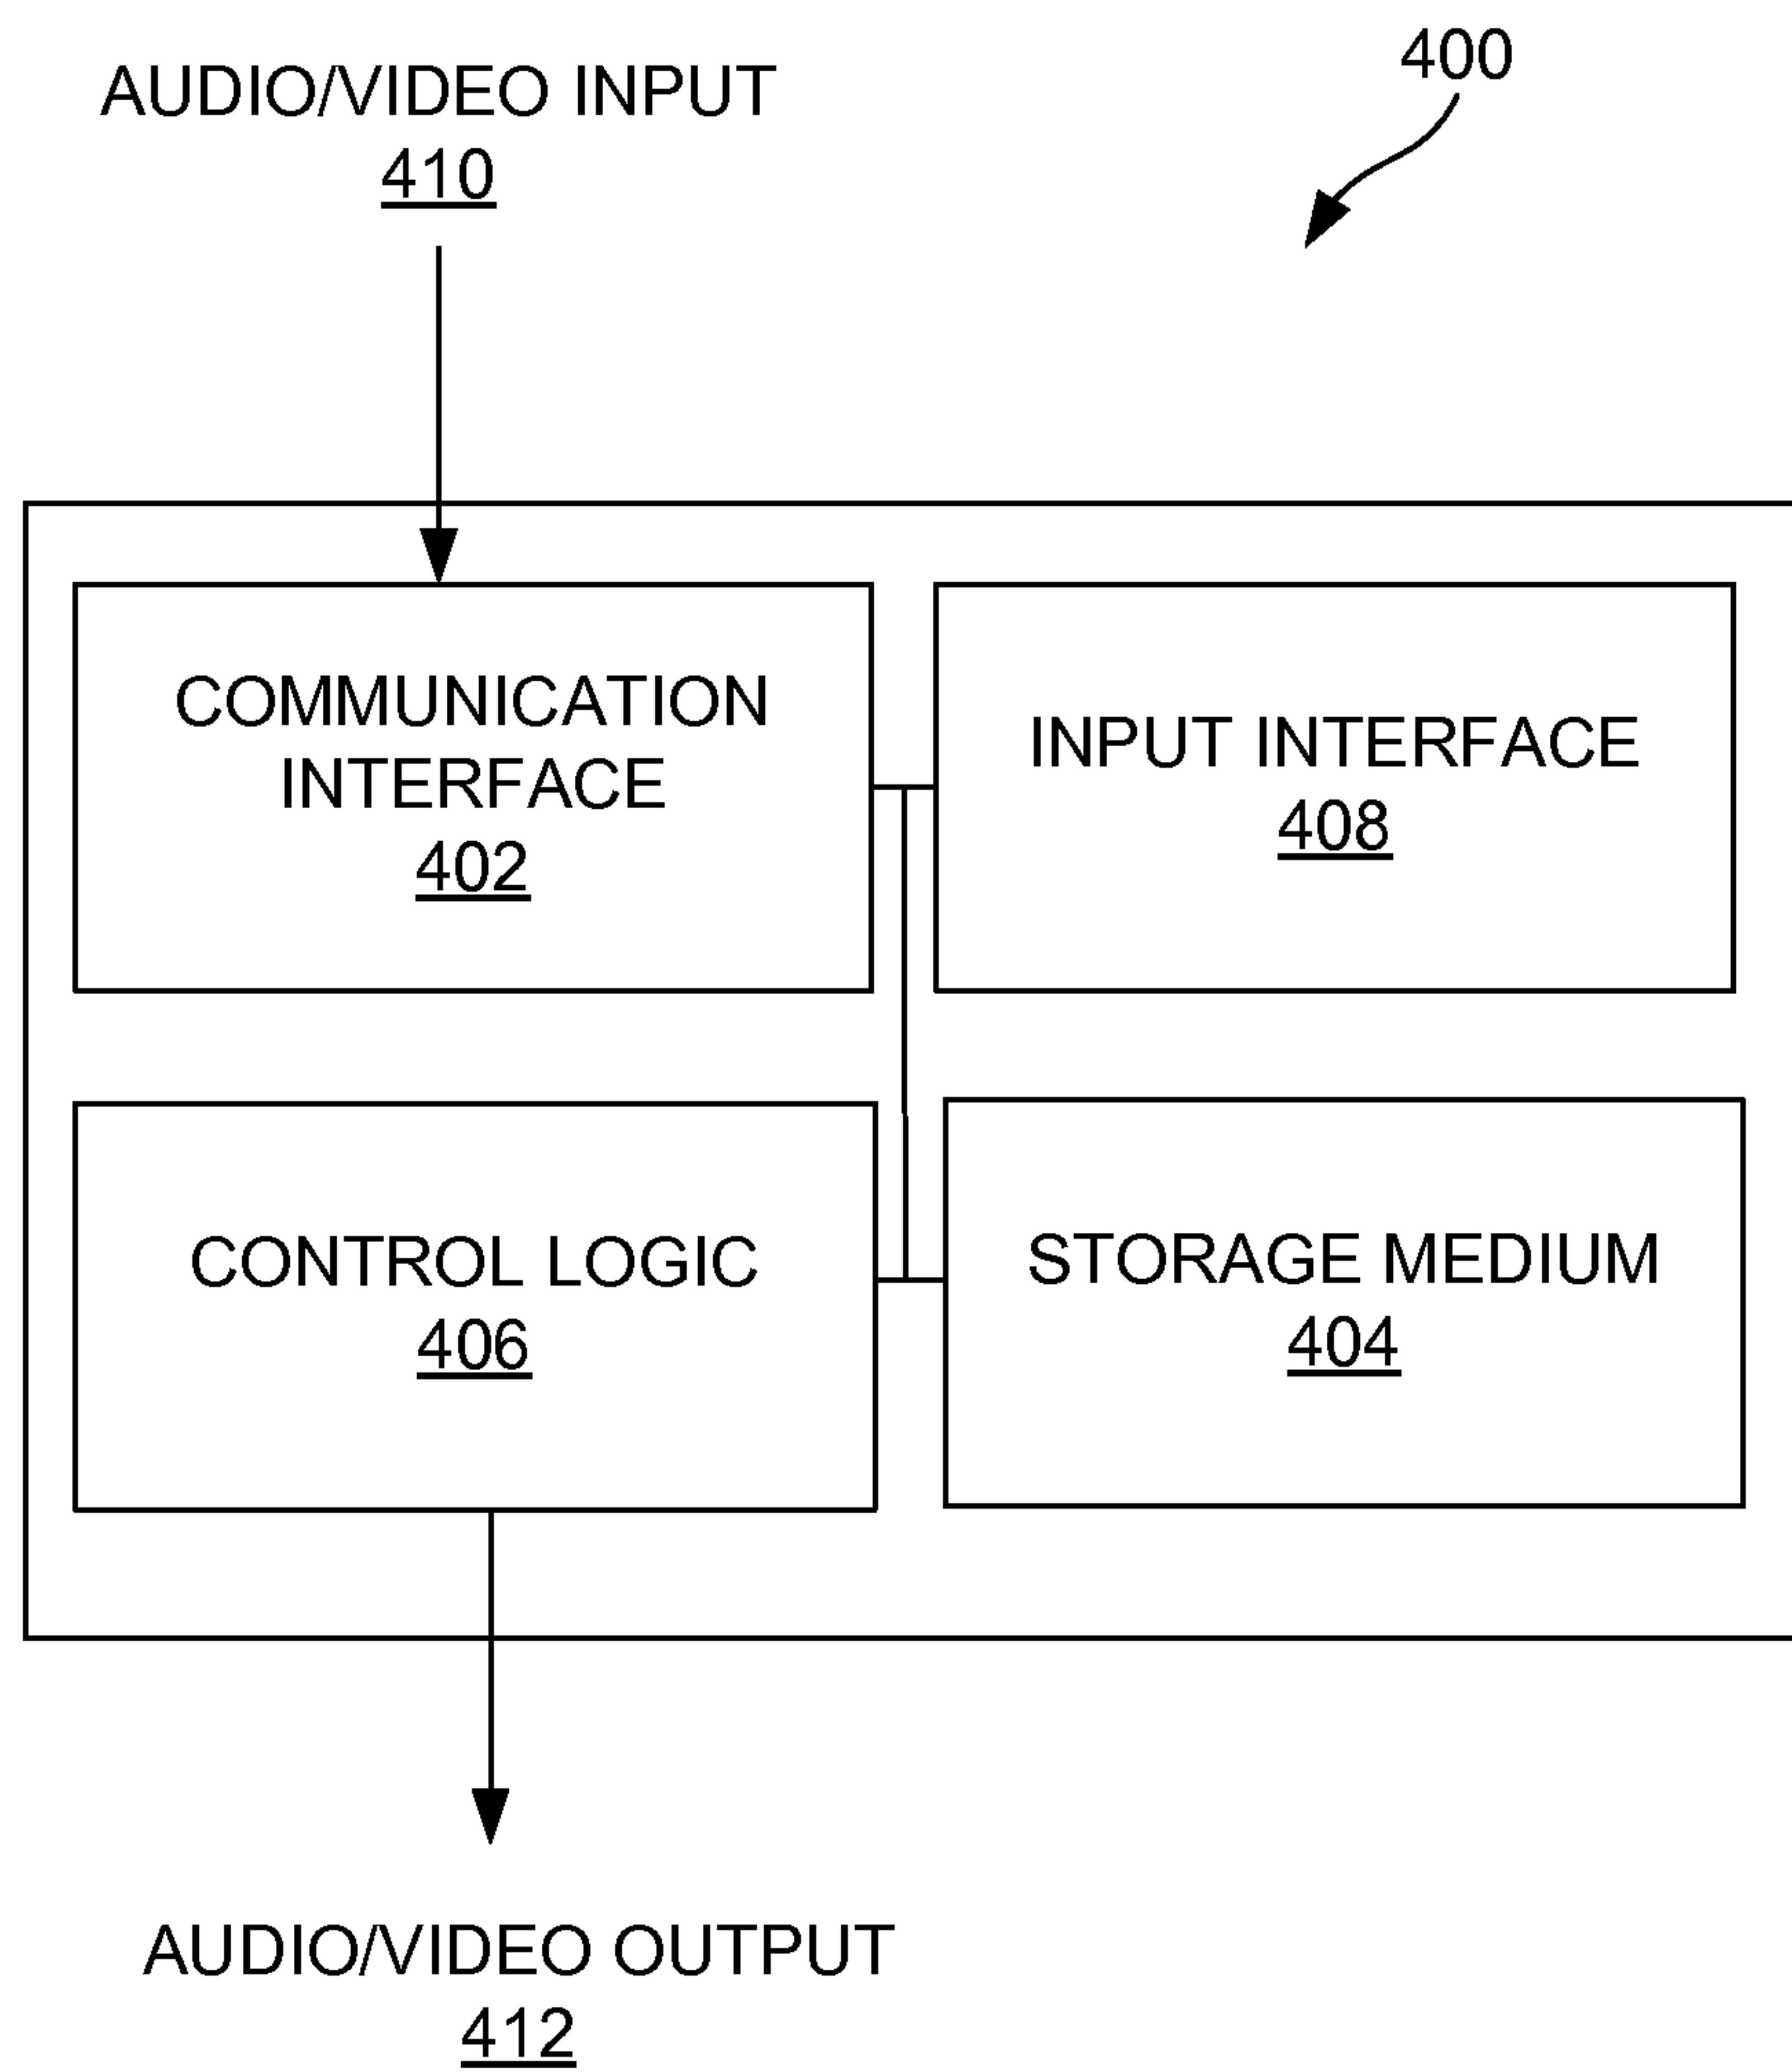 400
AUDIO/VIDEO INPUT
410
COMMUNICATION
INTERFACE
402
INPUT INTERFACE
408
CONTROL LOGIC
406
STORAGE MEDIUM
404
AUDIO/VIDEO OUTPUT
412